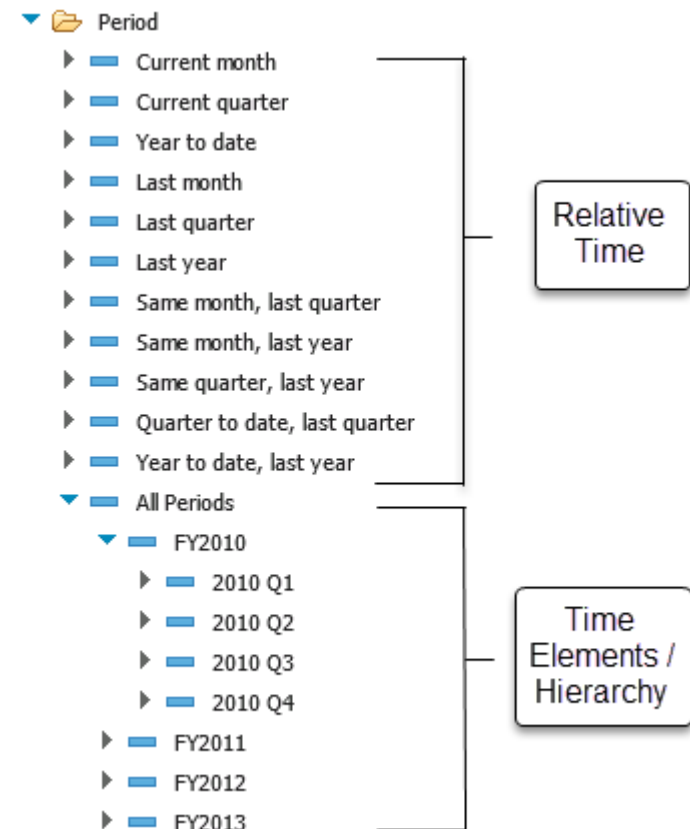 Period
Current month
Current quarter
Year to date
Last month
Last quarter
Last year
Same month, last quarter
Same month, last year
Same quarter, last year
Quarter to date, last quarter
Year to date, last year
All Periods
FY2010
2010 Q1
2010 Q2
2010 Q3
2010 Q4
FY2011
FY2012
FY2013
Relative
Time
Time
Elements /
Hierarchy